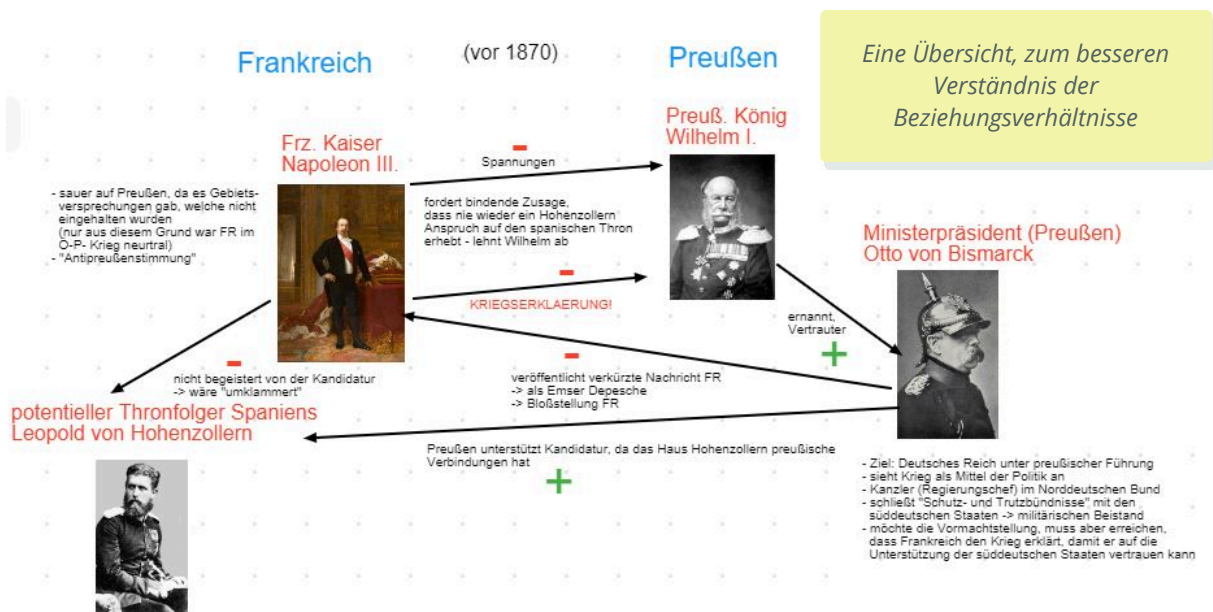 Frankreich
(vor 1870)
Preußen
Eine Übersicht, zum besseren
Verständnis der
Beziehungsverhältnisse
Frz. Kaiser
Napoleon III.
Preuß. König
Wilhelm I.
Spannungen
- sauer auf Preußen, da es Gebiets-
versprechungen gab, welche nicht
eingehalten wurden
(nur aus diesem Grund war FR im
Ö-P- Krieg neurtral)
- "Antipreußenstimmung"
fordert bindende Zusage,
dass nie wieder ein Hohenzollern
Anspruch auf den spanischen Thron
erhebt - lehnt Wilhelm ab
Ministerpräsident (Preußen)
Otto von Bismarck
KRIEGSERKLAERUNG!
ernannt,
Vertrauter
+
nicht begeistert von der Kandidatur
-> wäre "umklammert"
veröffentlicht verkürzte Nachricht FR
-> als Emser Depesche
-> Bloßstellung FR
potentieller Thronfolger Spaniens
Leopold von Hohenzollern
Preußen unterstützt Kandidatur, da das Haus Hohenzollern preußische
Verbindungen hat
+
- Ziel: Deutsches Reich unter preußischer Führung
- sieht Krieg als Mittel der Politik an
- Kanzler (Regierungschef) im Norddeutschen Bund
- schließt "Schutz- und Trutzbündnisse" mit den
süddeutschen Staaten -> militärischen Beistand
- möchte die Vormachtstellung, muss aber erreichen,
dass Frankreich den Krieg erklärt, damit er auf die
Unterstützung der süddeutschen Staaten vertrauen kann